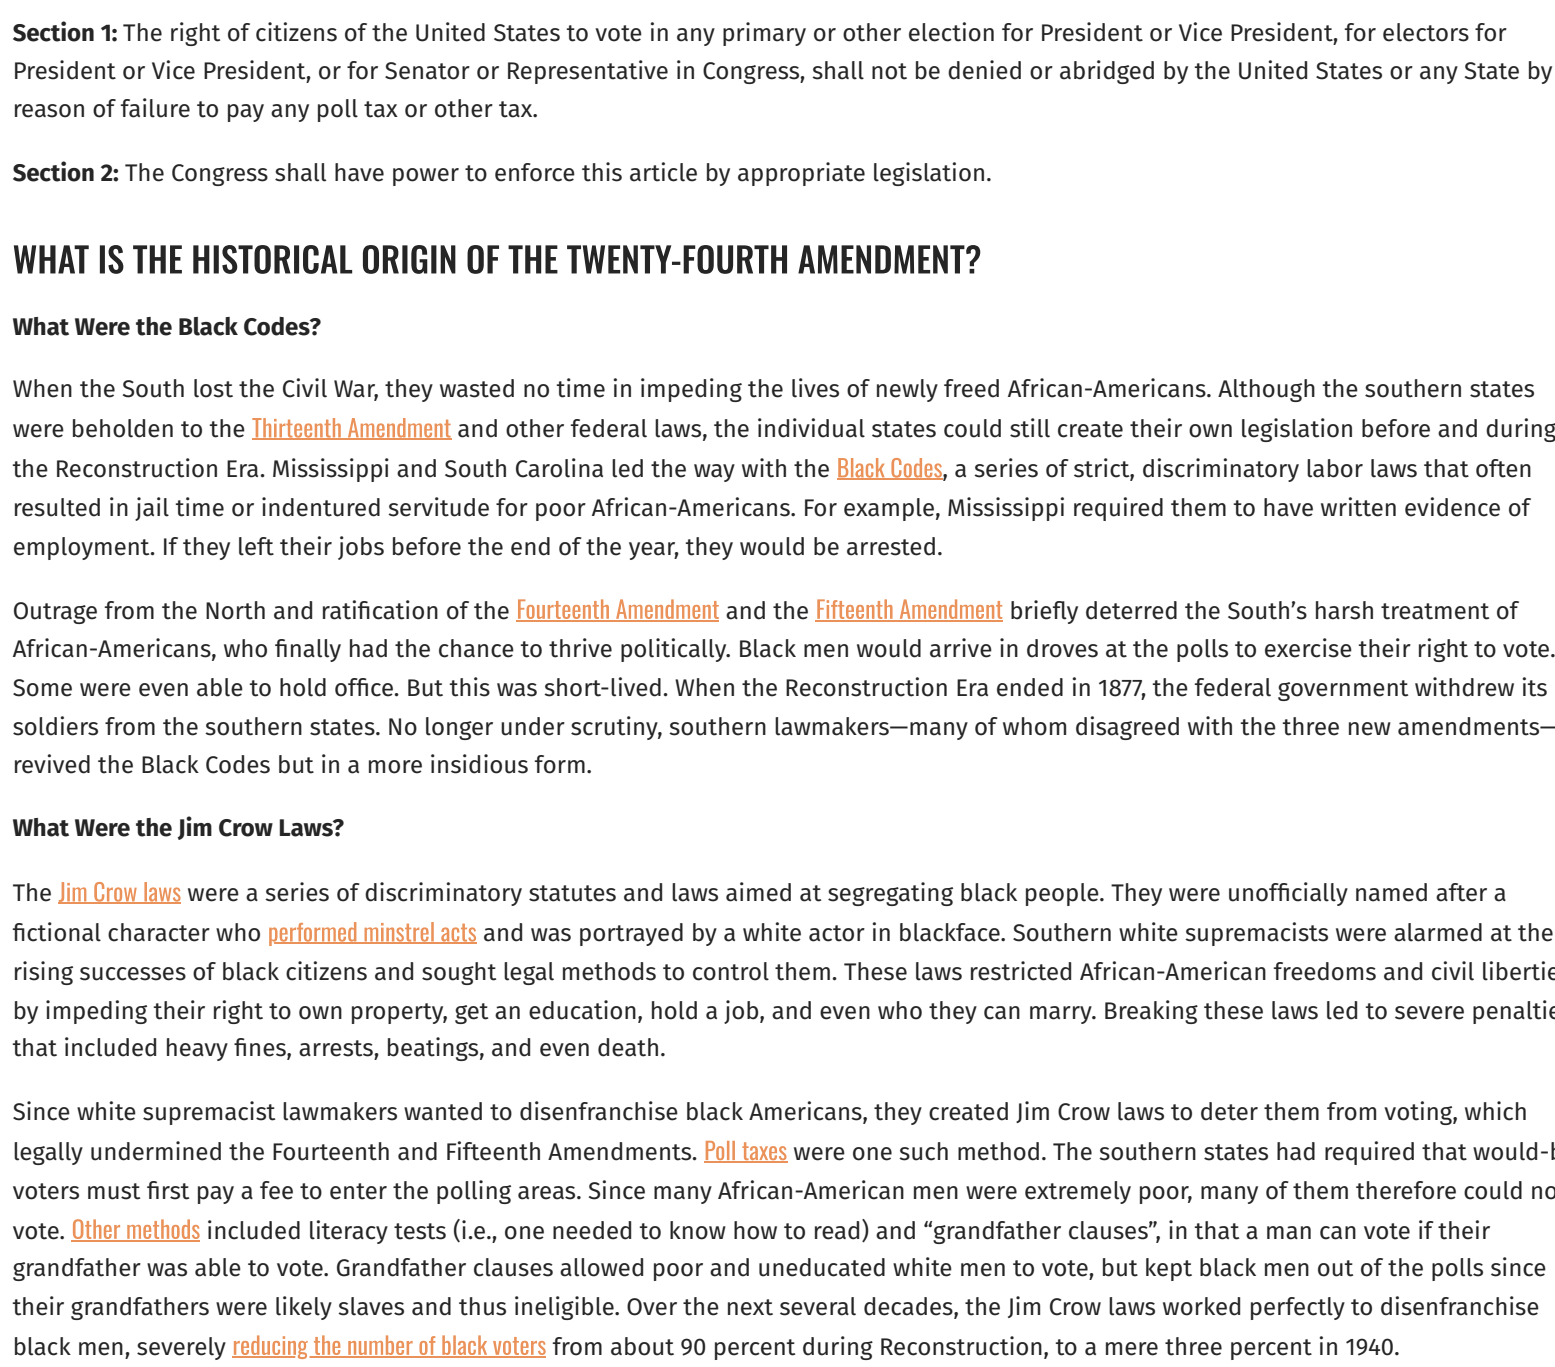 Section 1: The right of citizens of the United States to vote in any primary or other election for President or Vice President, for electors for
President or Vice President, or for Senator or Representative in Congress, shall not be denied or abridged by the United States or any State by
reason of failure to pay any poll tax or other tax.
Section 2: The Congress shall have power to enforce this article by appropriate legislation.
WHAT IS THE HISTORICAL ORIGIN OF THE TWENTY-FOURTH AMENDMENT?
What Were the Black Codes?
When the South lost the Civil War, they wasted no time in impeding the lives of newly freed African-Americans. Although the southern states
were beholden to the Thirteenth Amendment and other federal laws, the individual states could still create their own legislation before and during
the Reconstruction Era. Mississippi and South Carolina led the way with the Black Codes, a series of strict, discriminatory labor laws that often
resulted in jail time or indentured servitude for poor African-Americans. For example, Mississippi required them to have written evidence of
employment. If they left their jobs before the end of the year, they would be arrested.
Outrage from the North and ratification of the Fourteenth Amendment and the Fifteenth Amendment briefly deterred the South’s harsh treatment of
African-Americans, who finally had the chance to thrive politically. Black men would arrive in droves at the polls to exercise their right to vote.
Some were even able to hold office. But this was short-lived. When the Reconstruction Era ended in 1877, the federal government withdrew its
soldiers from the southern states. No longer under scrutiny, southern lawmakers—many of whom disagreed with the three new amendments—
revived the Black Codes but in a more insidious form.
What Were the Jim Crow Laws?
The Jim Crow laws were a series of discriminatory statutes and laws aimed at segregating black people. They were unofficially named after a
fictional character who performed minstrel acts and was portrayed by a white actor in blackface. Southern white supremacists were alarmed at the
rising successes of black citizens and sought legal methods to control them. These laws restricted African-American freedoms and civil libertie
by impeding their right to own property, get an education, hold a job, and even who they can marry. Breaking these laws led to severe penaltie
that included heavy fines, arrests, beatings, and even death.
Since white supremacist lawmakers wanted to disenfranchise black Americans, they created Jim Crow laws to deter them from voting, which
legally undermined the Fourteenth and Fifteenth Amendments. Poll taxes were one such method. The southern states had required that would-b
voters must first pay a fee to enter the polling areas. Since many African-American men were extremely poor, many of them therefore could no
vote. Other methods included literacy tests (i.e., one needed to know how to read) and “grandfather clauses”, in that a man can vote if their
grandfather was able to vote. Grandfather clauses allowed poor and uneducated white men to vote, but kept black men out of the polls since
their grandfathers were likely slaves and thus ineligible. Over the next several decades, the Jim Crow laws worked perfectly to disenfranchise
black men, severely reducing the number of black voters from about 90 percent during Reconstruction, to a mere three percent in 1940.